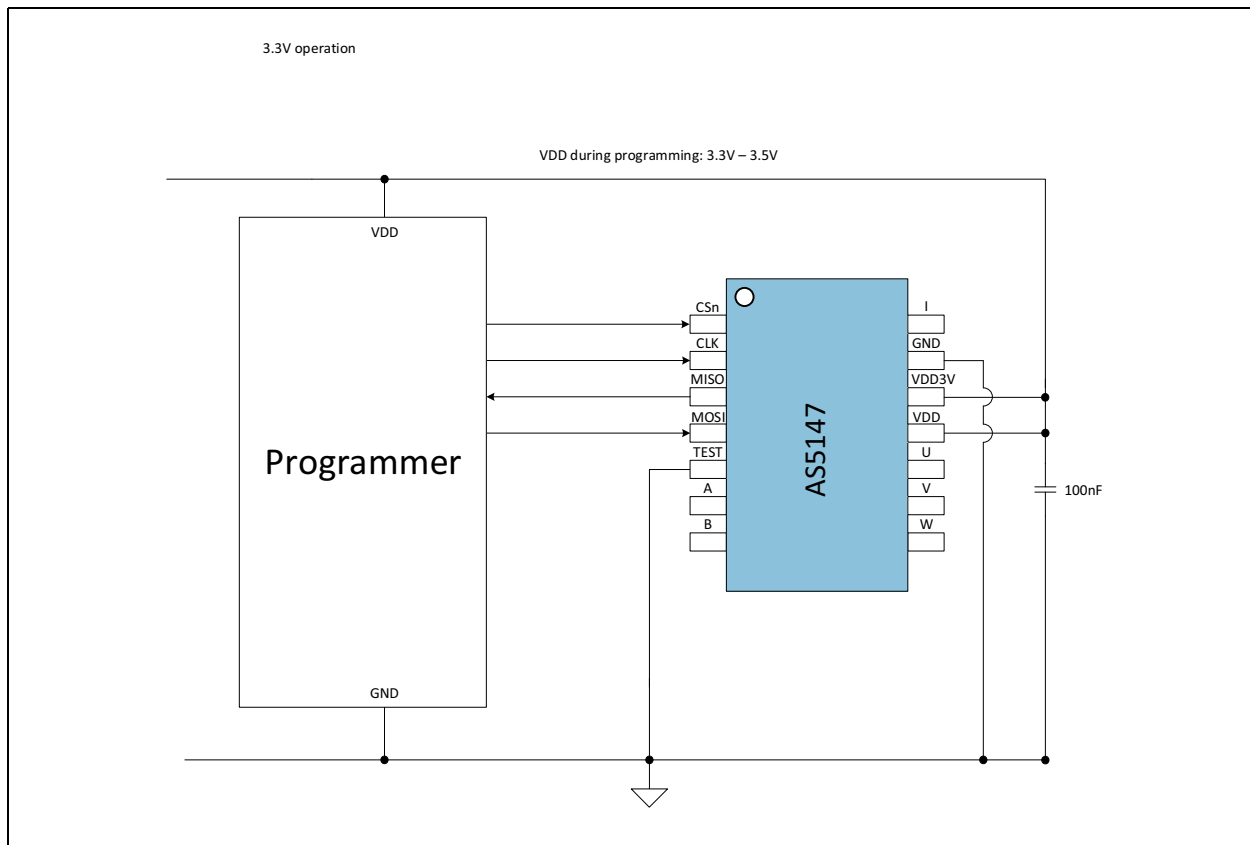 3.3V operation
VDD during programming: 3.3V – 3.5V
VDD
Programmer
GND
CSn
CLK
MISO
MOSI
TEST
A
B
AS5147
I
GND
VDD3V
VDD
U
V
W
100nF